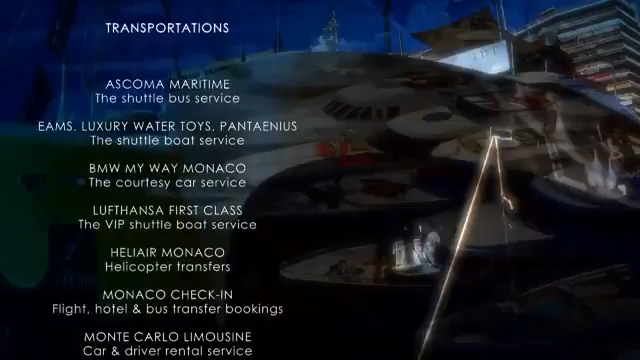 TRANSPORTATIONS
ASCOMA MARITIME
The shuttle bus service
EAMS, LUXURY WATER TOYS, PANTAENIUS
The shuttle boat service
BMW MY WAY MONACO
The courtesy car service
LUFTHANSA FIRST CLASS
The VIP shuttle boat service
HELIAIR MONACO
Helicopter transfers
MONACO CHECK-IN
Flight, hotel & bus transfer bookings
MONTE CARLO LIMOUSINE
Car & driver rental service